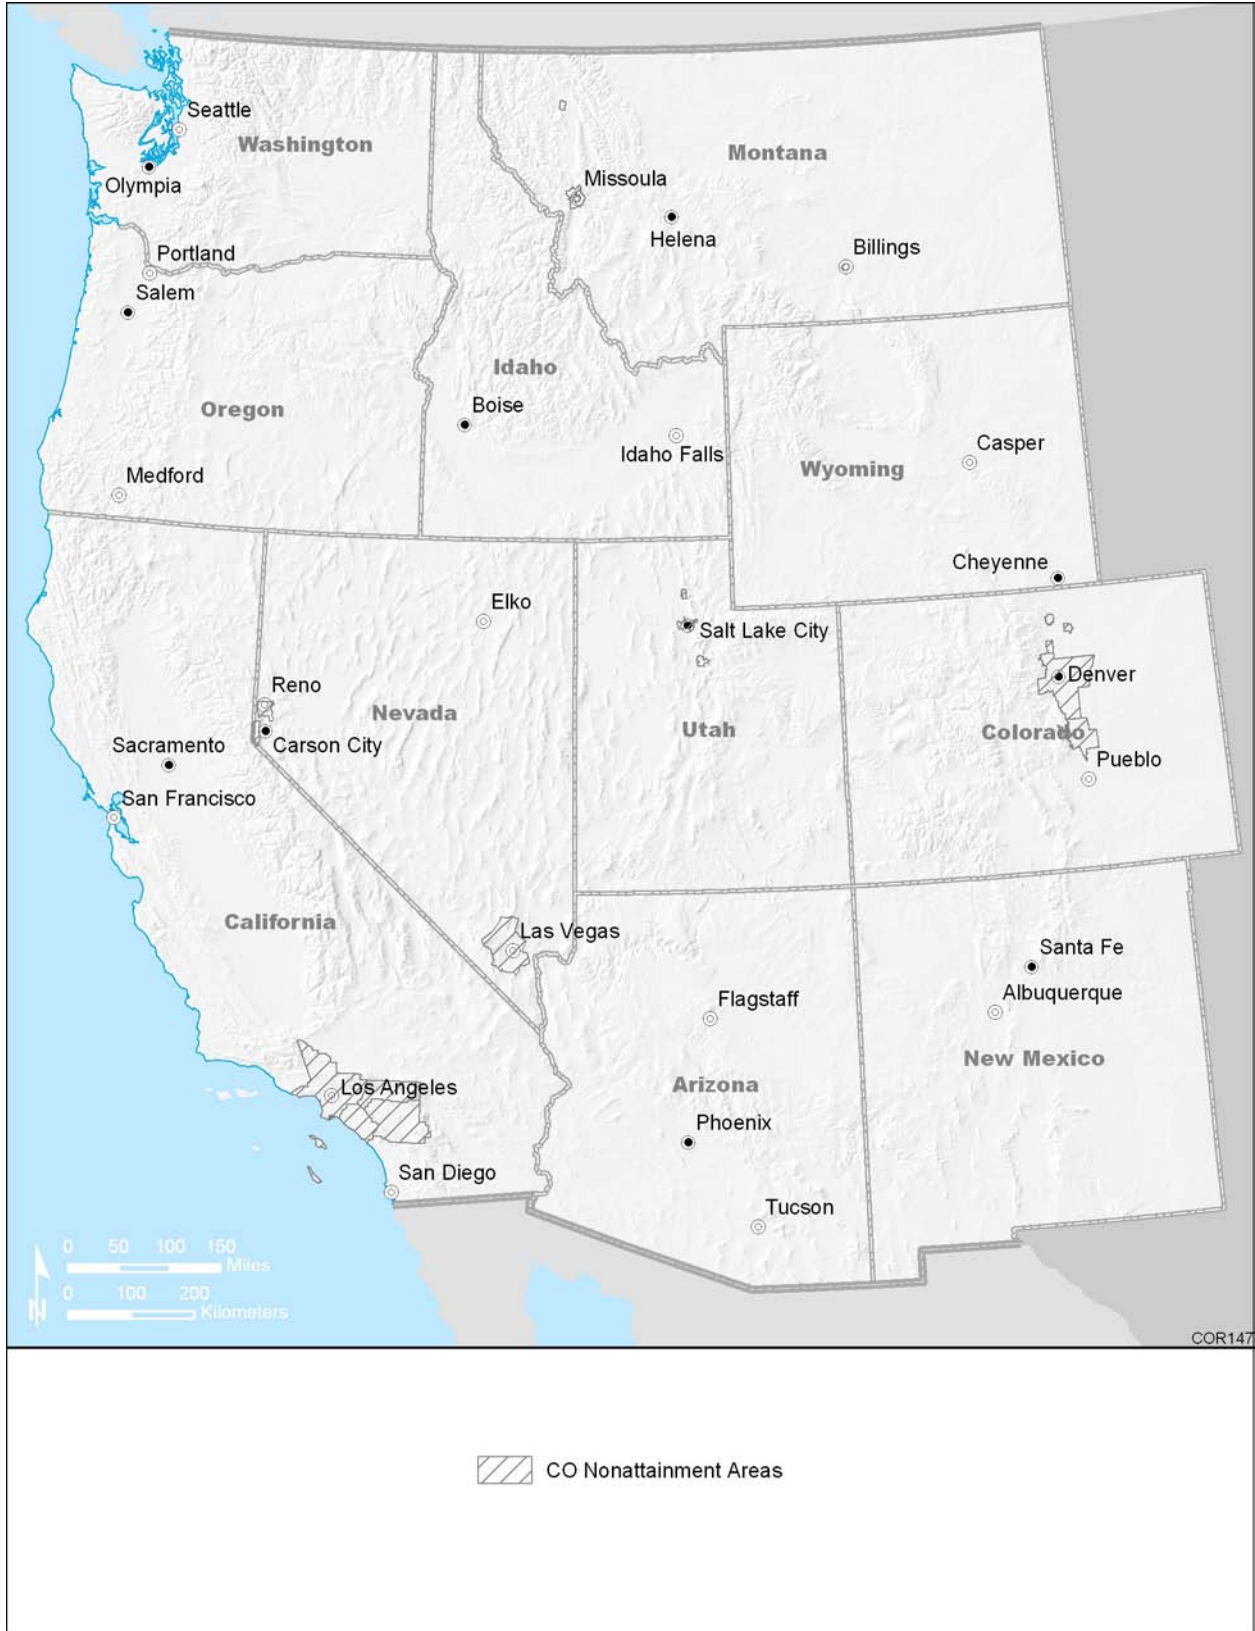 Seattle
Washington
Montana
Olympia
Missoula
Helena
Portland
Billings
Salem
Idaho
Oregon
Boise
Idaho Falls
Casper
Wyoming
Medford
Cheyenne
Elko
Salt Lake City
Reno
Denver
Nevada
Utah
Colorado
Sacramento
Carson City
Pueblo
San Francisco
California
Las Vegas
Santa Fe
Flagstaff
Albuquerque
New Mexico
Los Angeles
Arizona
Phoenix
San Diego
Tucson
0 50 100 150
Miles
0 100 200
Kilometers
N
COR147
CO Nonattainment Areas